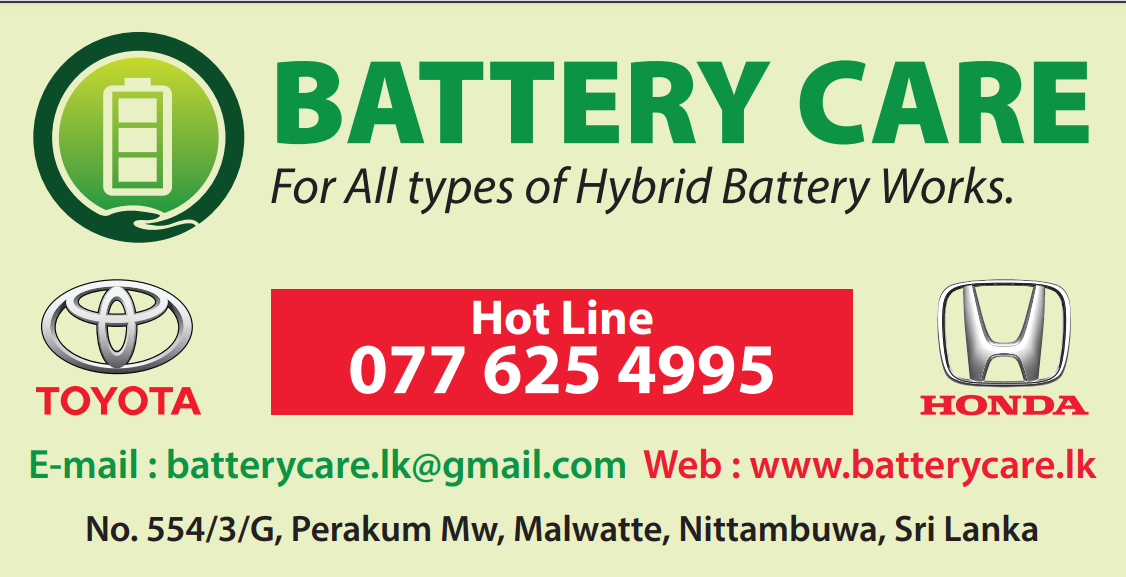 BATTERY CARE
For All types of Hybrid Battery Works.
Hot Line
077 625 4995
TOYOTA
HONDA
E-mail : batterycare.lk@gmail.com Web : www.batterycare.lk
No. 554/3/G, Perakum Mw, Malwatte, Nittambuwa, Sri Lanka